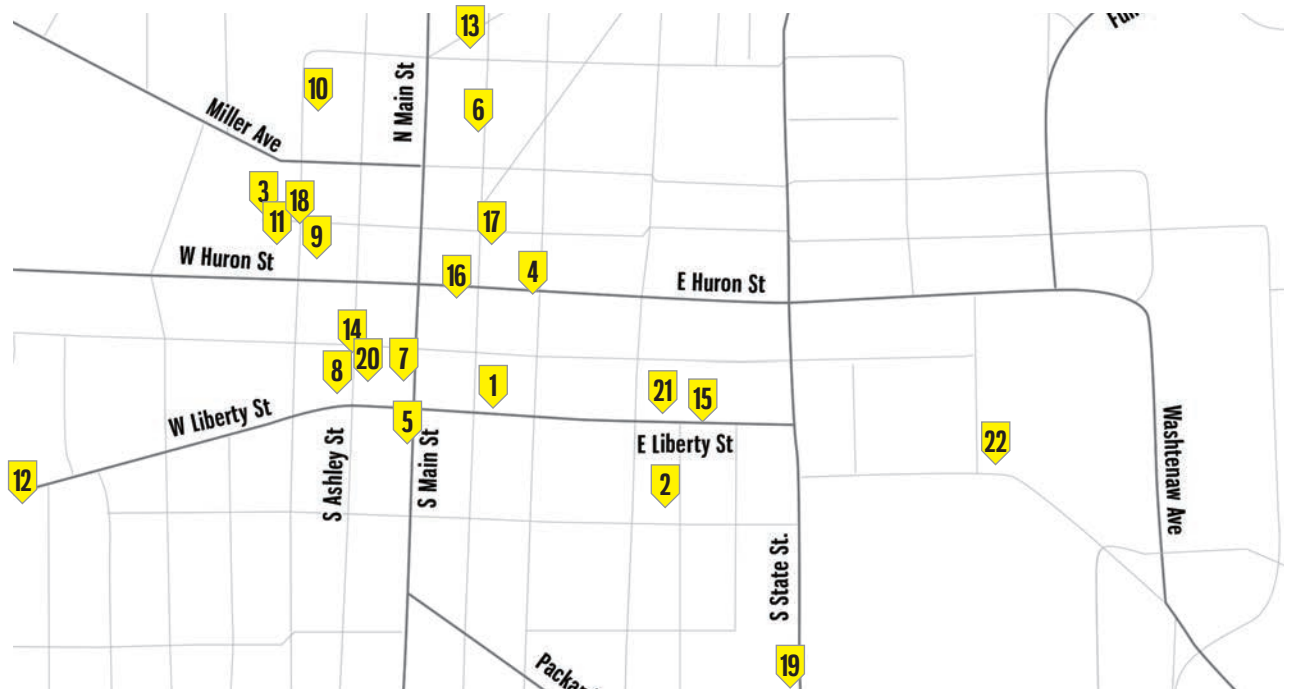 13
Fun
10
6
N Main St
Miller Ave
3
18
11
9
17
W Huron St
16
4
E Huron St
14
20
7
8
1
21
15
W Liberty St
5
E Liberty St
22
Washtenaw Ave
12
S Ashley St
S Main St
2
S State St.
19
Packa